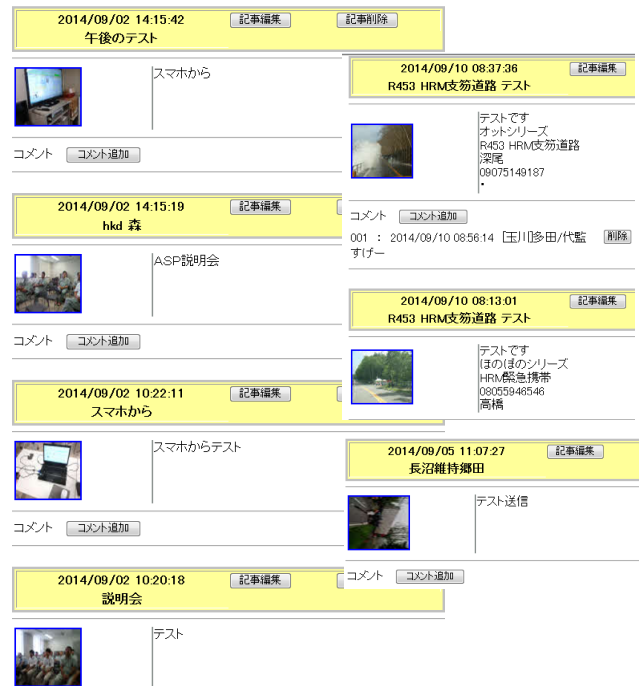 2014/09/02 14:15:42 記事編集 記事削除
午後のテスト
スマホから
コメント コメント追加
2014/09/02 14:15:19 記事編集
hkd 森
ASP説明会
コメント コメント追加
2014/09/02 10:22:11 記事編集
スマホから
スマホからテスト
コメント コメント追加
2014/09/02 10:20:18 記事編集
説明会
テスト
2014/09/10 08:37:36 記事編集
R453 HRM支笏道路 テスト
テストです
オットシリーズ
R453 HRM支笏道路
深尾
09075149187
・
コメント コメント追加
001 : 2014/09/10 08:56:14 [玉川]多田/代監 削除
すげー
2014/09/10 08:13:01 記事編集
R453 HRM支笏道路 テスト
テストです
ほのぼのシリーズ
HRM緊急携帯
08055946546
高橋
2014/09/05 11:07:27 記事編集
長沼維持郷田
テスト送信
コメント コメント追加